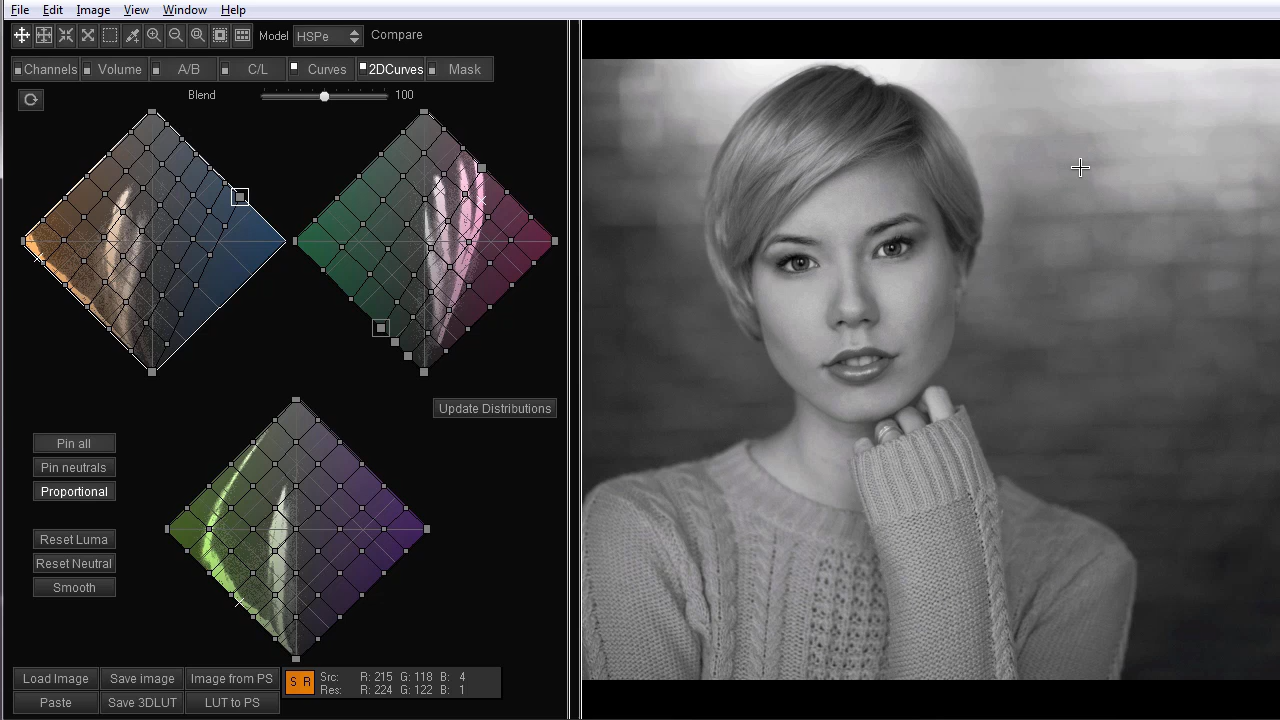 File Edit Image View Window Help
Model HSPe Compare
Channels Volume A/B C/L Curves 2DCurves Mask
Blend 100
Update Distributions
Pin all
Pin neutrals
Proportional
Reset Luma
Reset Neutral
Smooth
Load Image Save image Image from PS S R Src: R: 215 G: 118 B: 4
Paste Save 3DLUT LUT to PS Res: R: 224 G: 122 B: 1